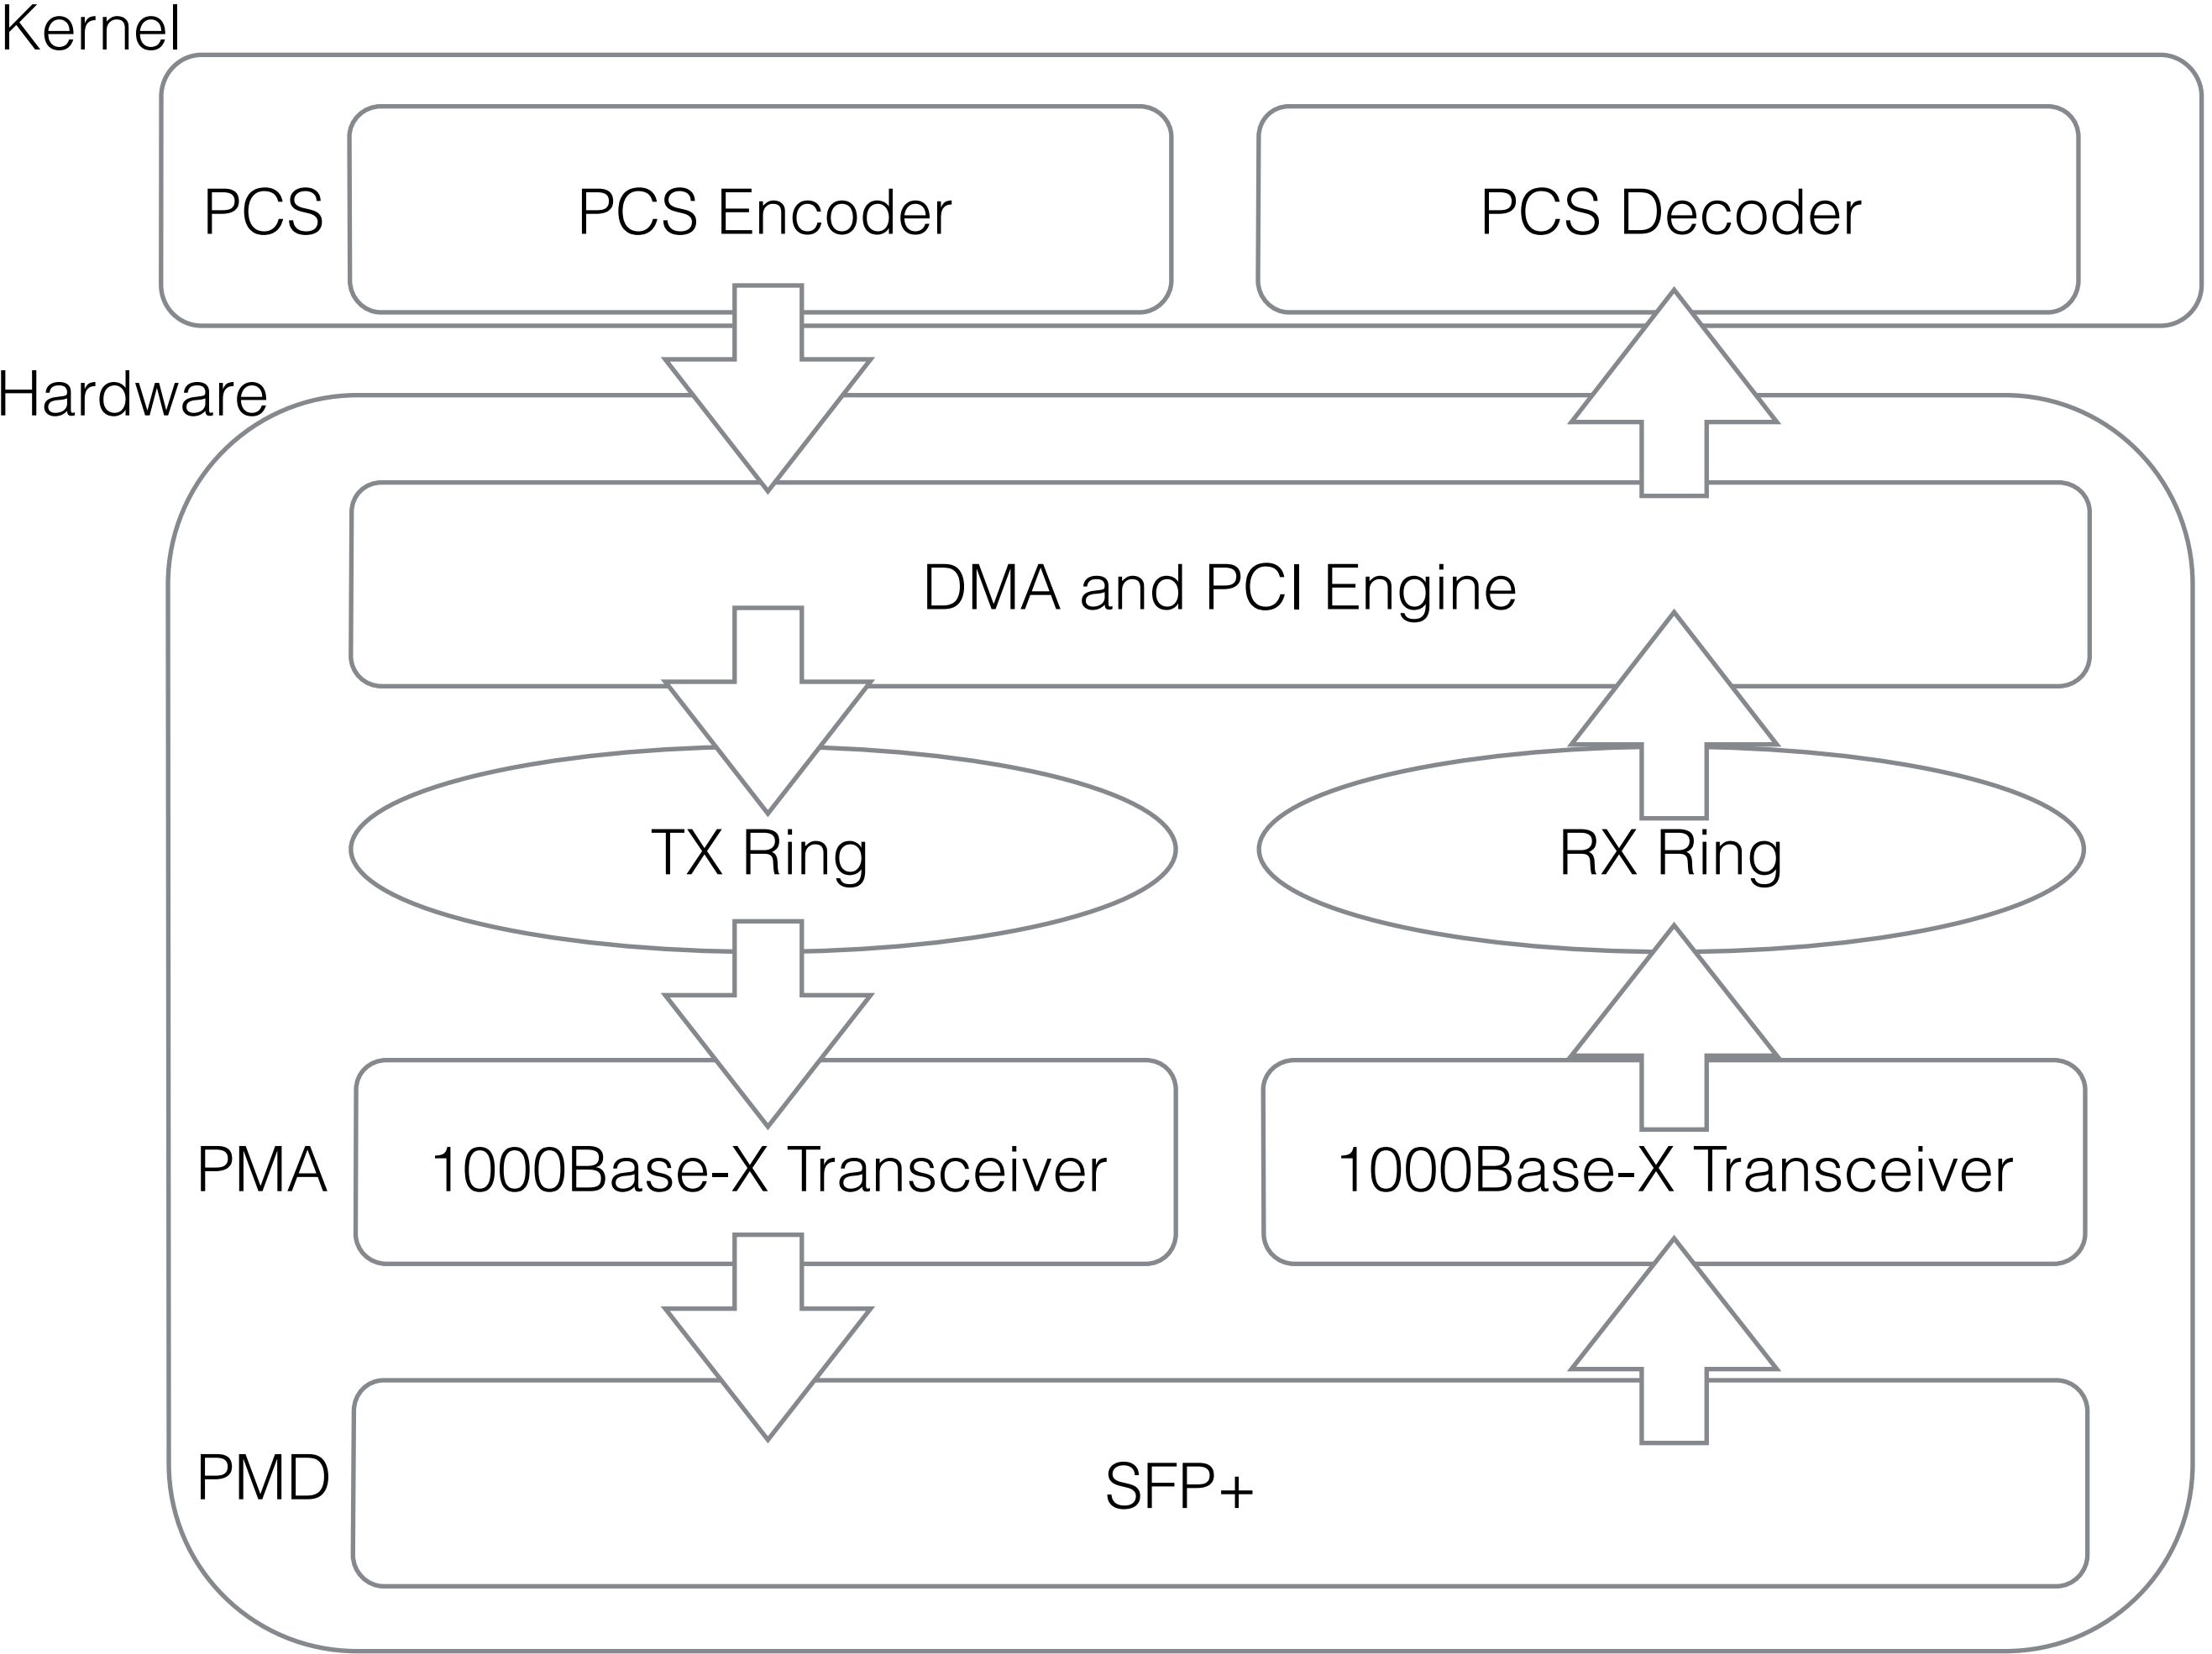 Kernel
PCS
PCS Encoder
PCS Decoder
Hardware
DMA and PCI Engine
TX Ring
RX Ring
PMA
1000Base-X Transceiver
1000Base-X Transceiver
PMD
SFP+